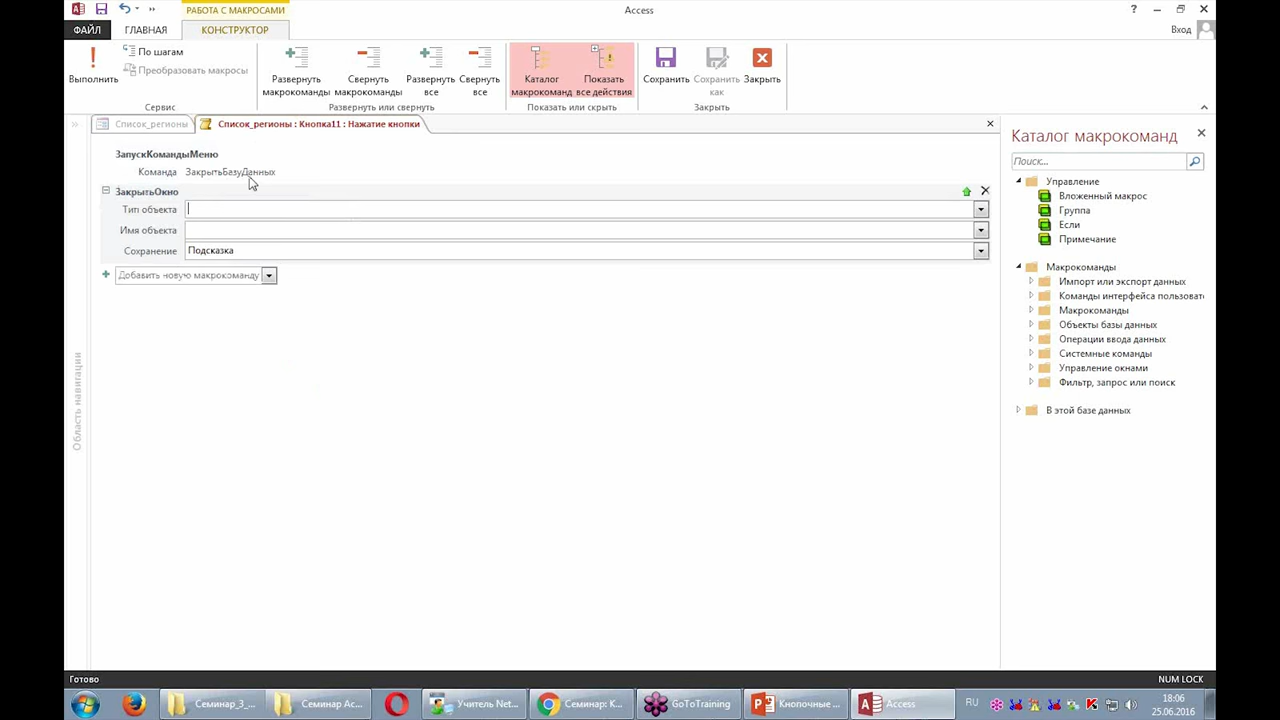 РАБОТА С МАКРОСАМИ
Access
ФАЙЛ
ГЛАВНАЯ
КОНСТРУКТОР
Вход
Выполнить
По шагам
Преобразовать макросы
Сервис
Развернуть макрокоманды
Свернуть макрокоманды
Развернуть все
Свернуть все
Развернуть или свернуть
Каталог макрокоманд
Показать все действия
Показать или скрыть
Сохранить
Сохранить как
Закрыть
Закрыть
Список_регионы
Список_регионы : Кнопка11 : Нажатие кнопки
ЗапускКомандыМеню
Команда ЗакрытьБазуДанных
ЗакрытьОкно
Тип объекта
Имя объекта
Сохранение Подсказка
Добавить новую макрокоманду
Область навигации
Каталог макрокоманд
Поиск...
Управление
Вложенный макрос
Группа
Если
Примечание
Макрокоманды
Импорт или экспорт данных
Команды интерфейса пользоват
Макрокоманды
Объекты базы данных
Операции ввода данных
Системные команды
Управление окнами
Фильтр, запрос или поиск
В этой базе данных
Готово
NUM LOCK
Семинар_3_...
Семинар Ac...
Учитель Net...
Семинар: К...
GoToTraining
Кнопочные ...
Access
RU
18:06
25.06.2016